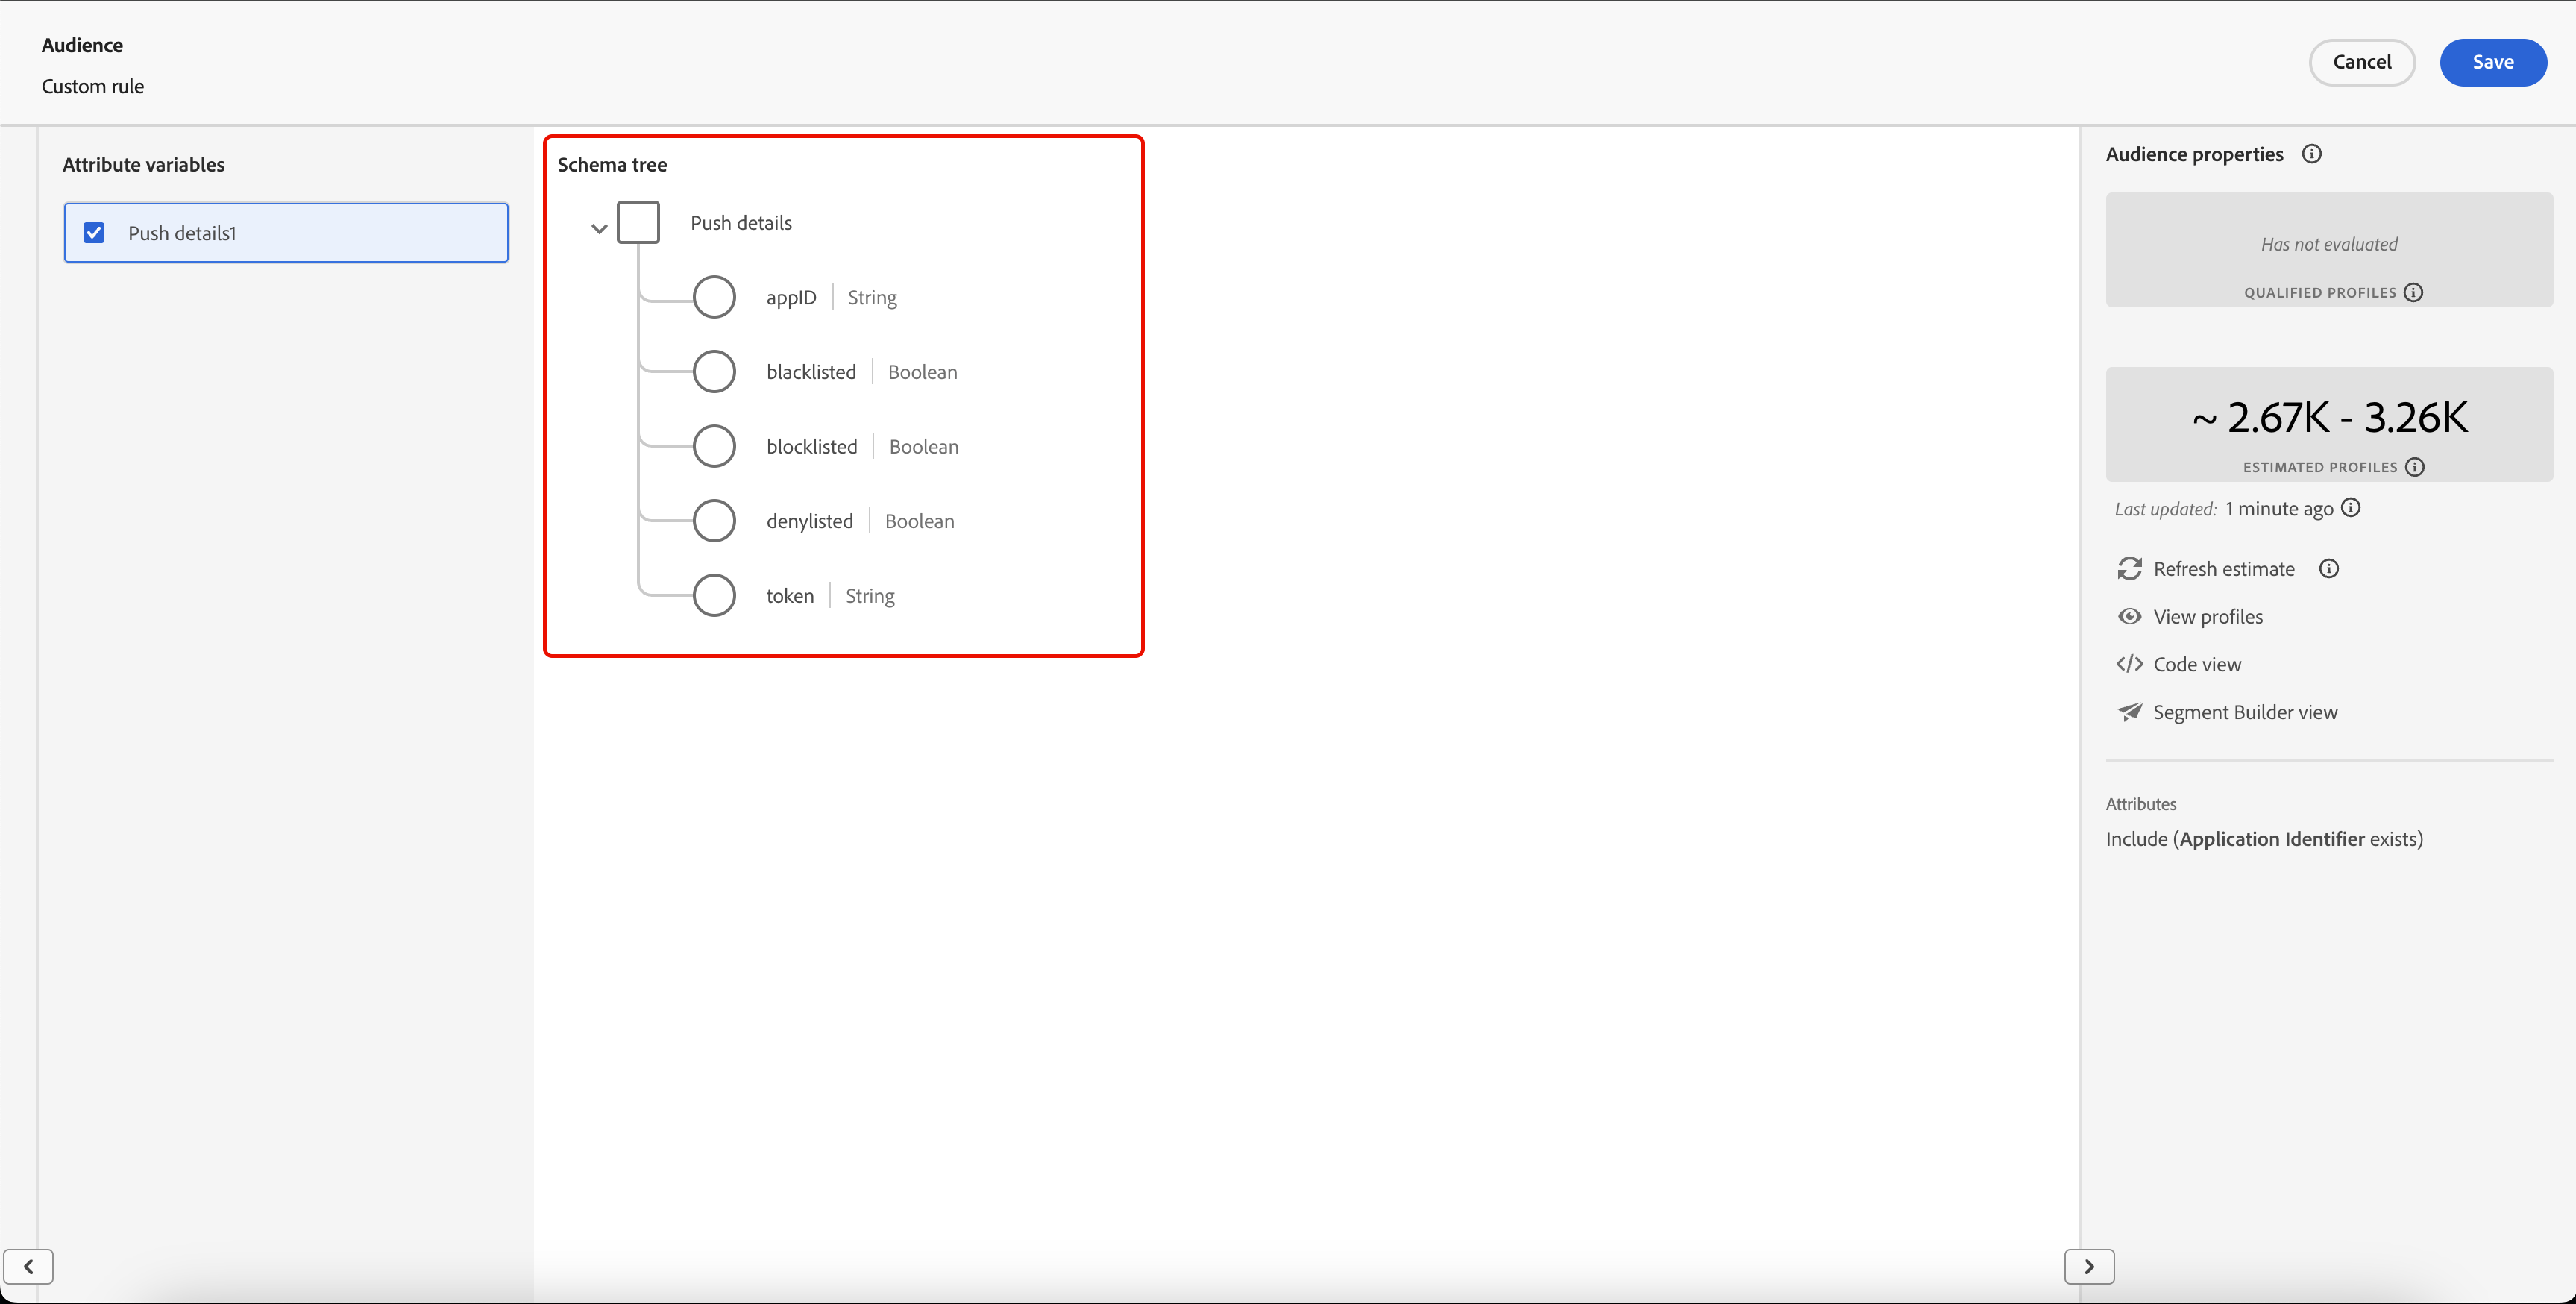 Audience
Custom rule
Cancel
Save
Attribute variables
Push details1
Schema tree
Push details
appID | String
blacklisted | Boolean
blocklisted | Boolean
denylisted | Boolean
token | String
Audience properties
Has not evaluated
QUALIFIED PROFILES
~ 2.67K - 3.26K
ESTIMATED PROFILES
Last updated: 1 minute ago
Refresh estimate
View profiles
</> Code view
Segment Builder view
Attributes
Include (Application Identifier exists)